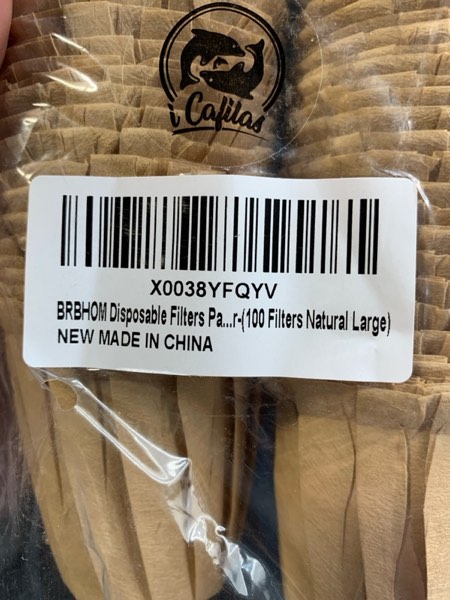 i Cafilas
X0038YFQYV
BRBHOM Disposable Filters Pa...r-(100 Filters Natural Large)
NEW MADE IN CHINA